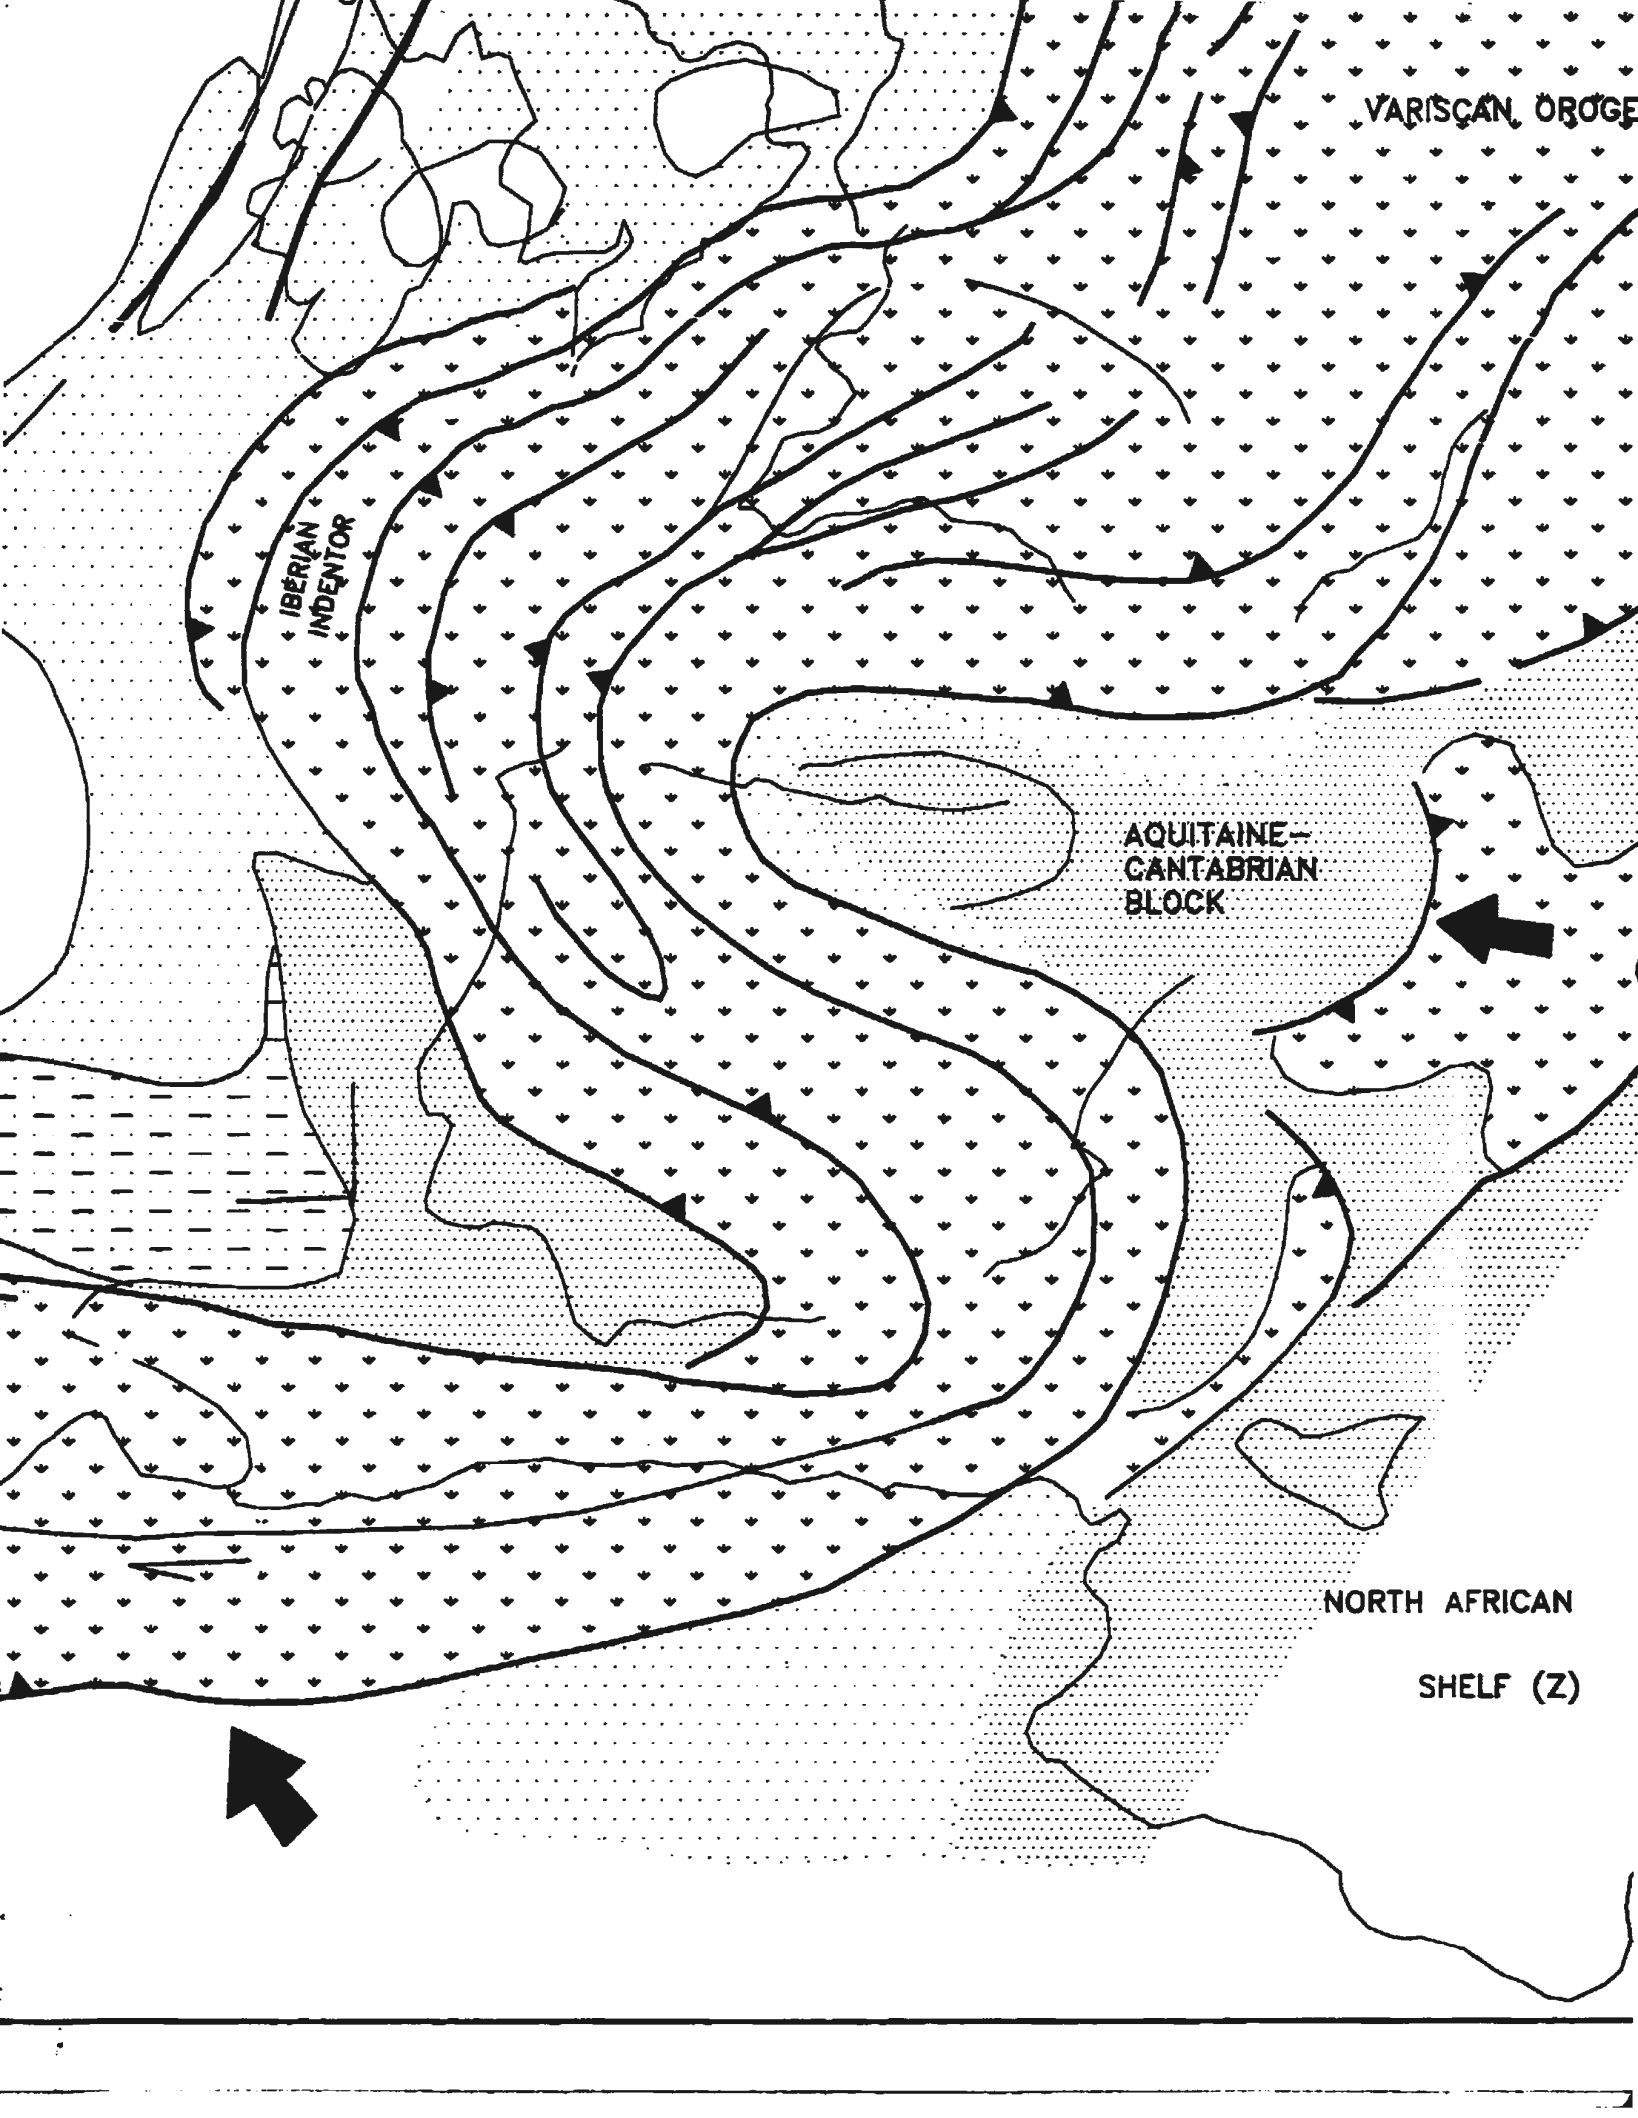 VARISCAN OROGE
IBERIAN
INDENTOR
AQUITAINE-
CANTABRIAN
BLOCK
NORTH AFRICAN
SHELF (Z)